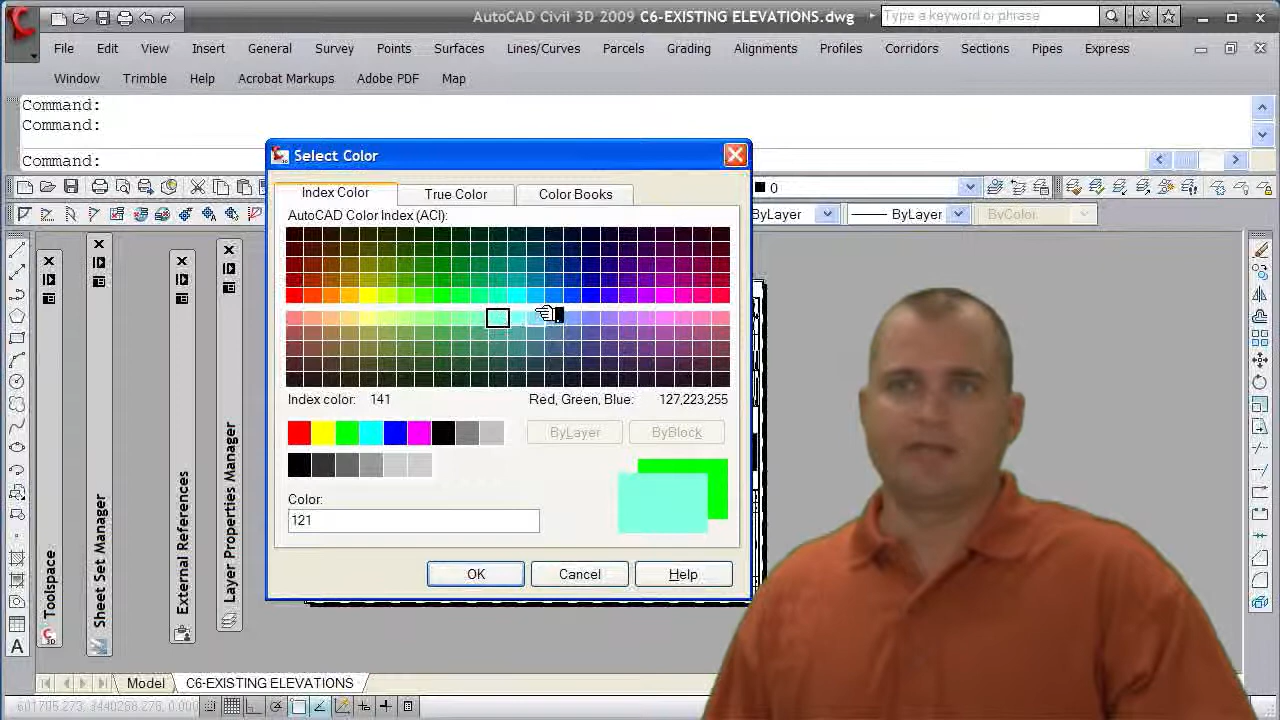 AutoCAD Civil 3D 2009 C6-EXISTING ELEVATIONS.dwg
Type a keyword or phrase
File Edit View Insert General Survey Points Surfaces Lines/Curves Parcels Grading Alignments Profiles Corridors Sections Pipes Express
Window Trimble Help Acrobat Markups Adobe PDF Map
Command:
Command:
Command:
Select Color
0
Index Color True Color Color Books
ByLayer ByLayer ByColor
AutoCAD Color Index (ACI):
Index color: 141 Red, Green, Blue: 127,223,255
ByLayer ByBlock
Color:
121
OK Cancel Help
Toolspace
Sheet Set Manager
External References
Layer Properties Manager
Model C6-EXISTING ELEVATIONS